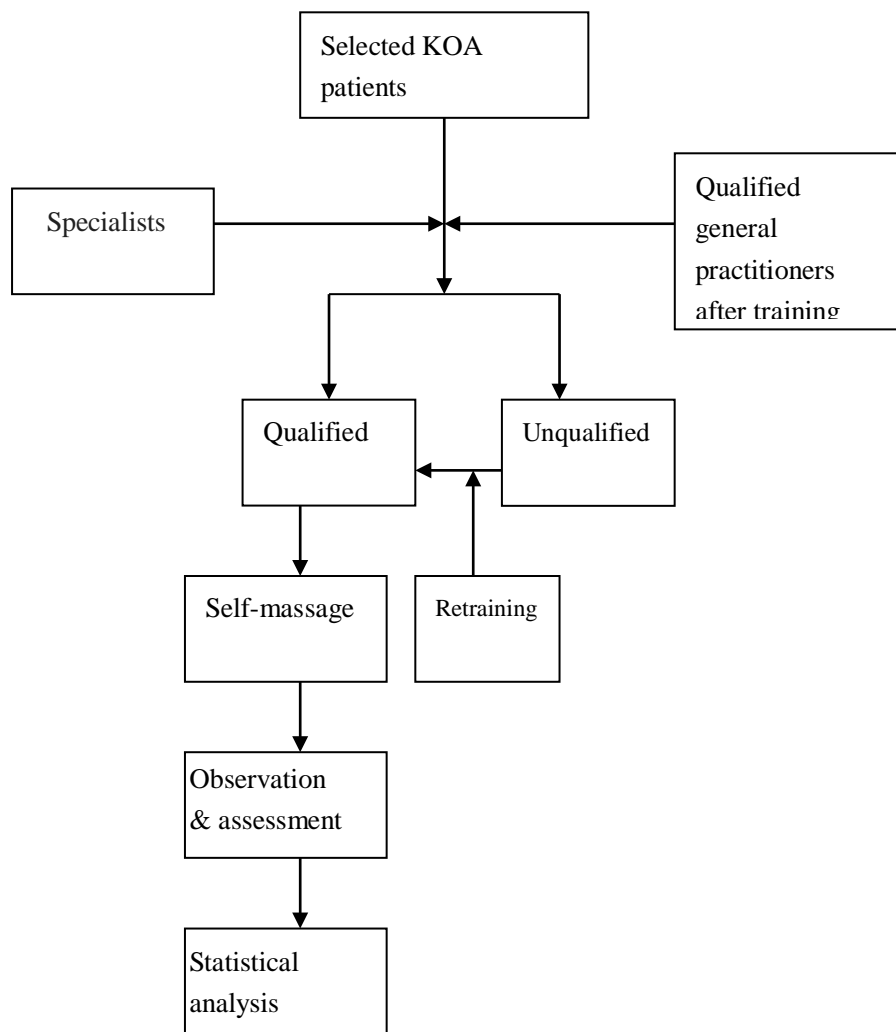 Selected KOA
patients
Specialists
Qualified
general
practitioners
after training
Qualified
Unqualified
Self-massage
Retraining
Observation
& assessment
Statistical
analysis